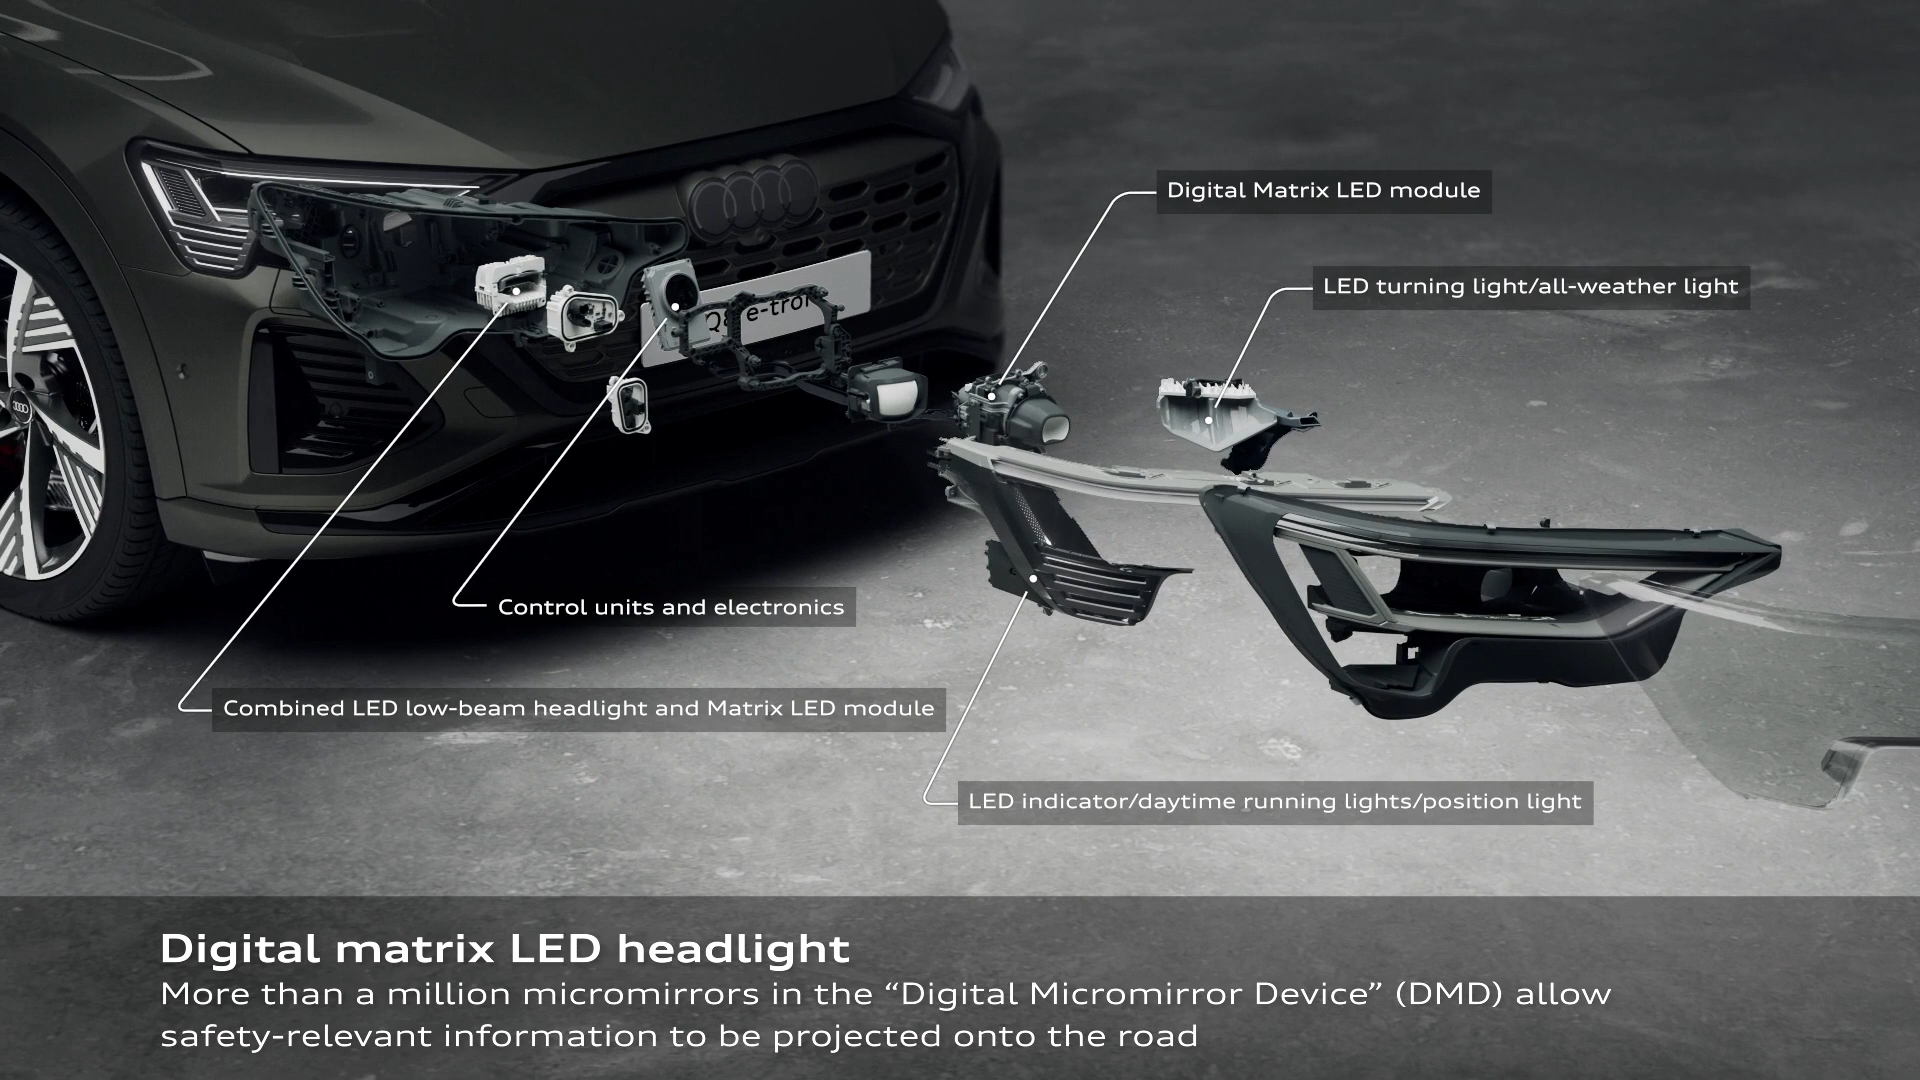 Digital Matrix LED module
LED turning light/all-weather light
Q8 e-tron
Control units and electronics
Combined LED low-beam headlight and Matrix LED module
LED indicator/daytime running lights/position light
Digital matrix LED headlight
More than a million micromirrors in the “Digital Micromirror Device” (DMD) allow
safety-relevant information to be projected onto the road